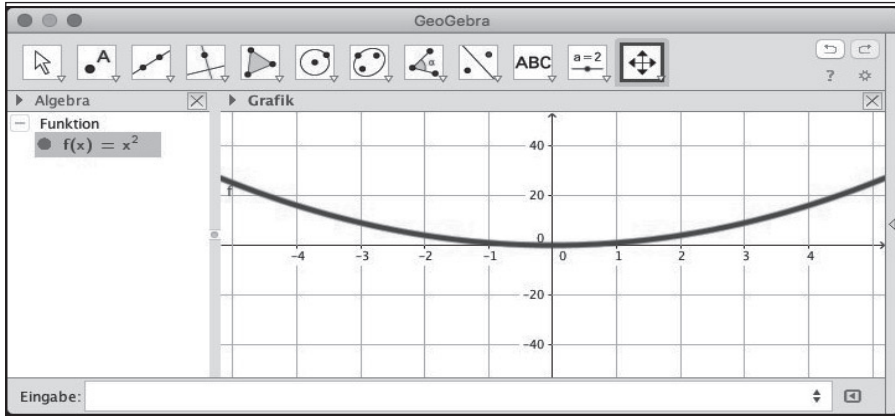 GeoGebra
A
α
ABC
a=2
?
Algebra
Grafik
Funktion
f(x) = x²
f
40
20
0
-4 -3 -2 -1 0 1 2 3 4
-20
-40
Eingabe: